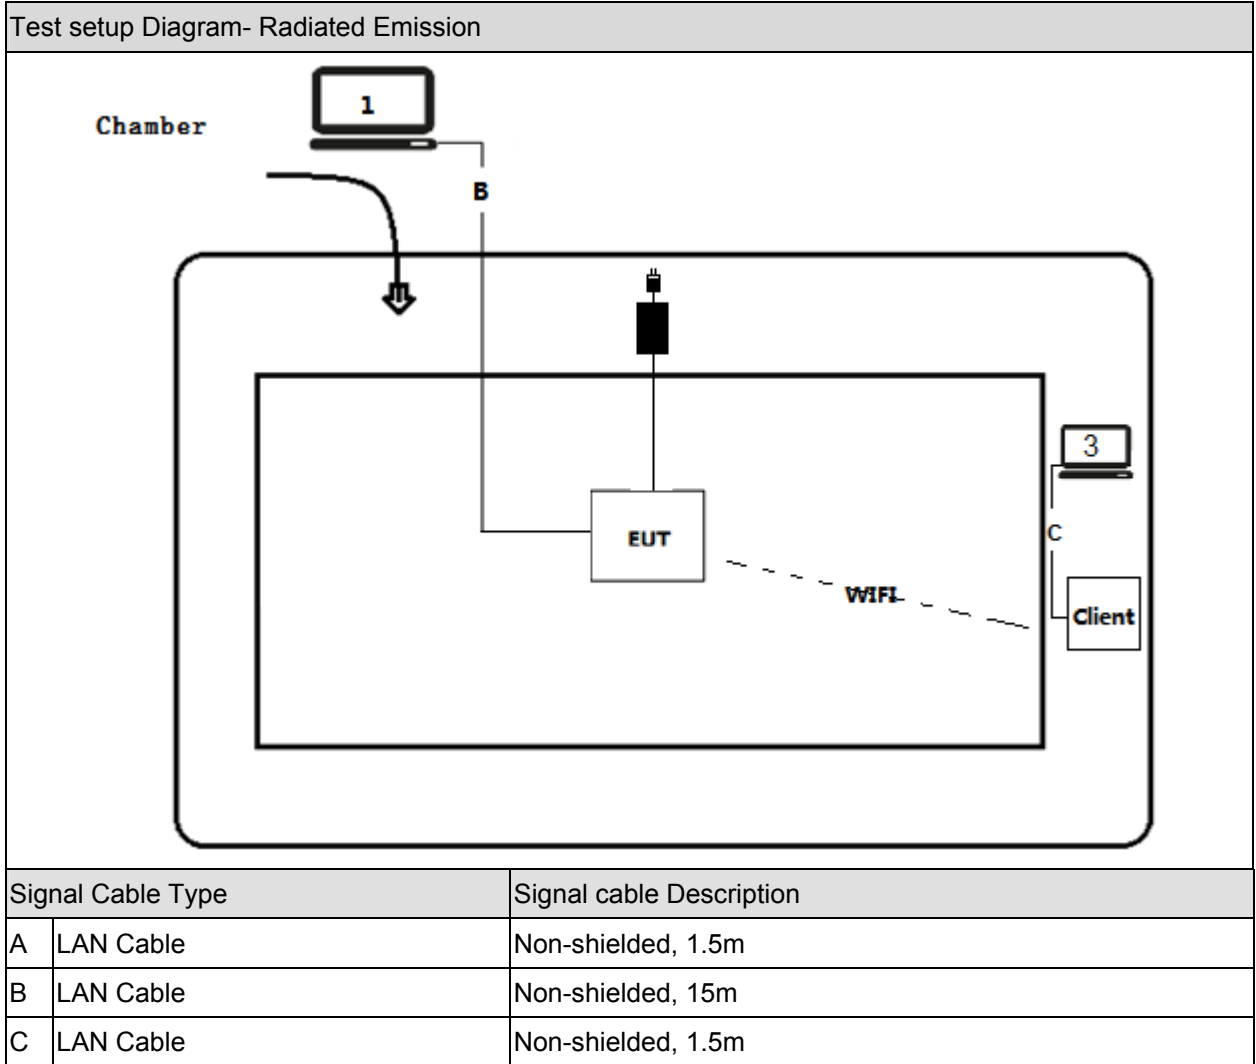 Test setup Diagram- Radiated Emission
1
Chamber
B
3
C
EUT
WIFI
Client
Signal Cable Type Signal cable Description
A LAN Cable Non-shielded, 1.5m
B LAN Cable Non-shielded, 15m
C LAN Cable Non-shielded, 1.5m